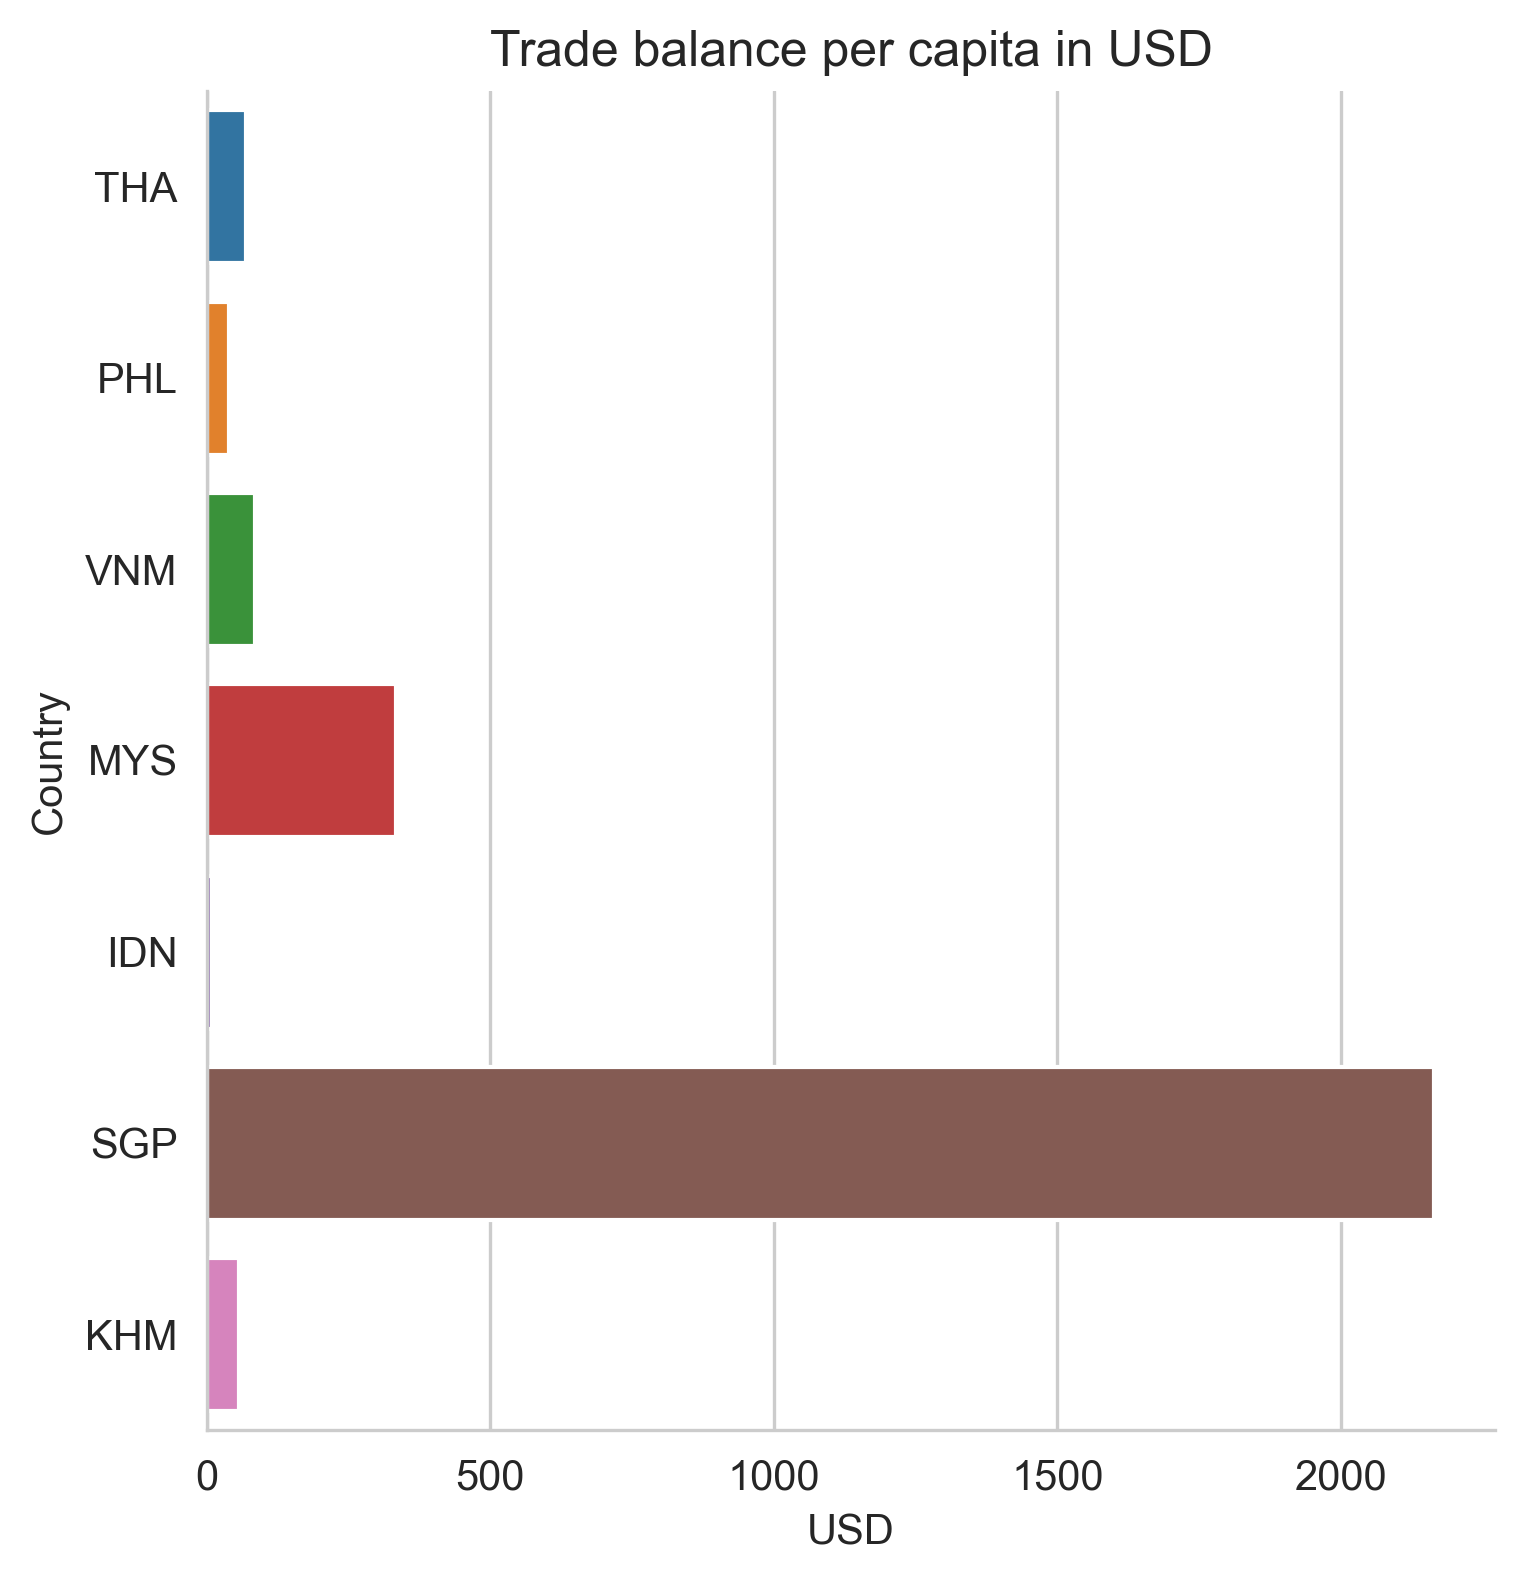 Trade balance per capita in USD
THA
PHL
VNM
MYS
IDN
SGP
KHM
Country
0 500 1000 1500 2000
USD